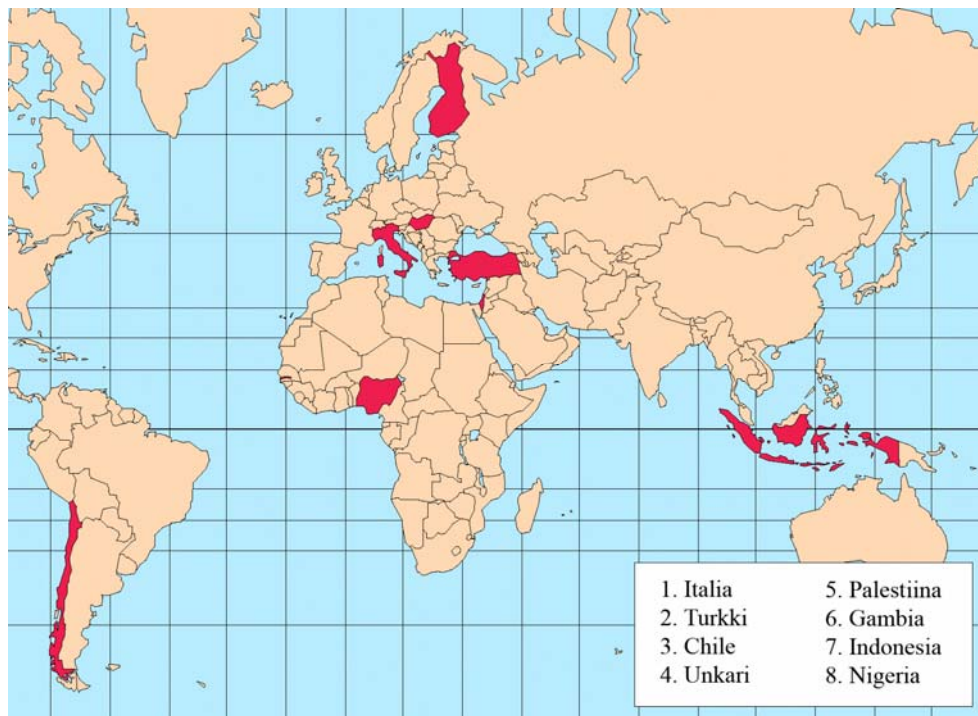 1. Italia
2. Turkki
3. Chile
4. Unkari
5. Palestiina
6. Gambia
7. Indonesia
8. Nigeria